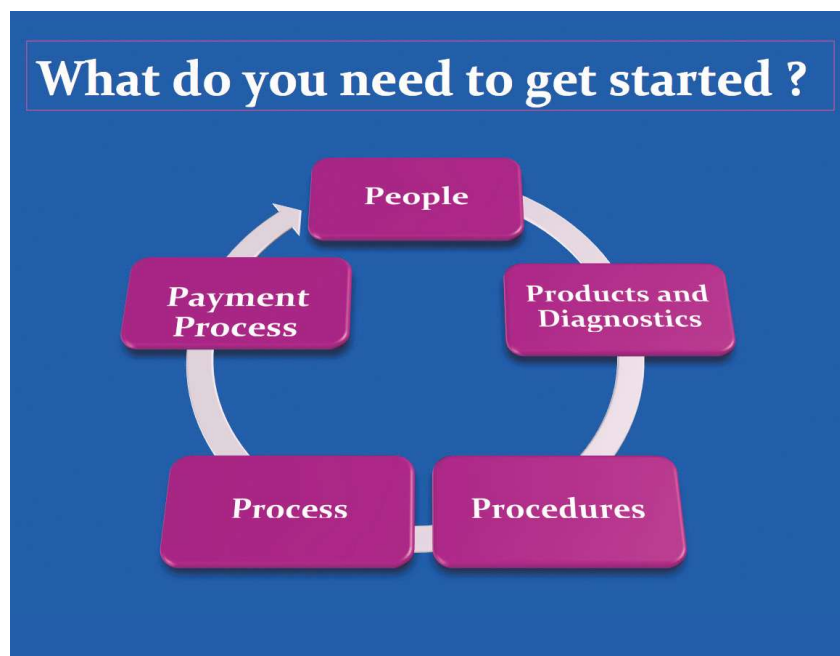 What do you need to get started ?
People
Products and
Diagnostics
Procedures
Process
Payment
Process